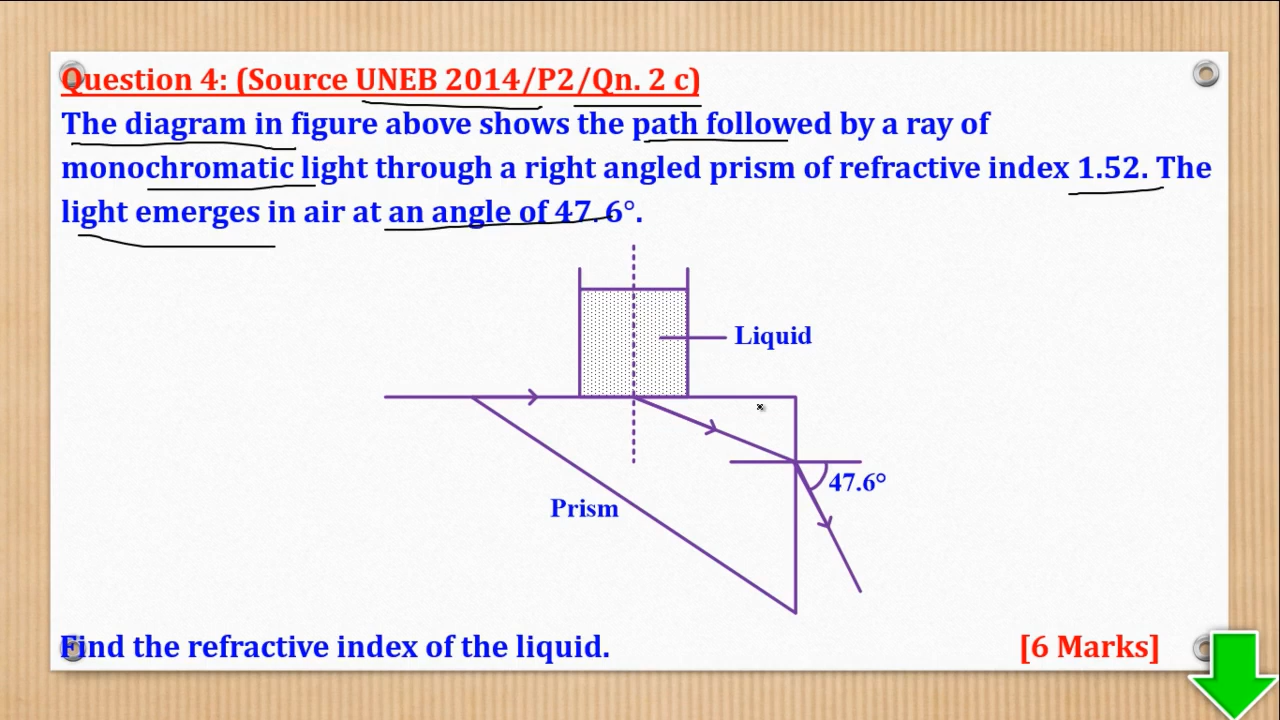 Question 4: (Source UNEB 2014/P2/Qn. 2 c)
The diagram in figure above shows the path followed by a ray of
monochromatic light through a right angled prism of refractive index 1.52. The
light emerges in air at an angle of 47.6°.
Liquid
47.6°
Prism
Find the refractive index of the liquid. [6 Marks]